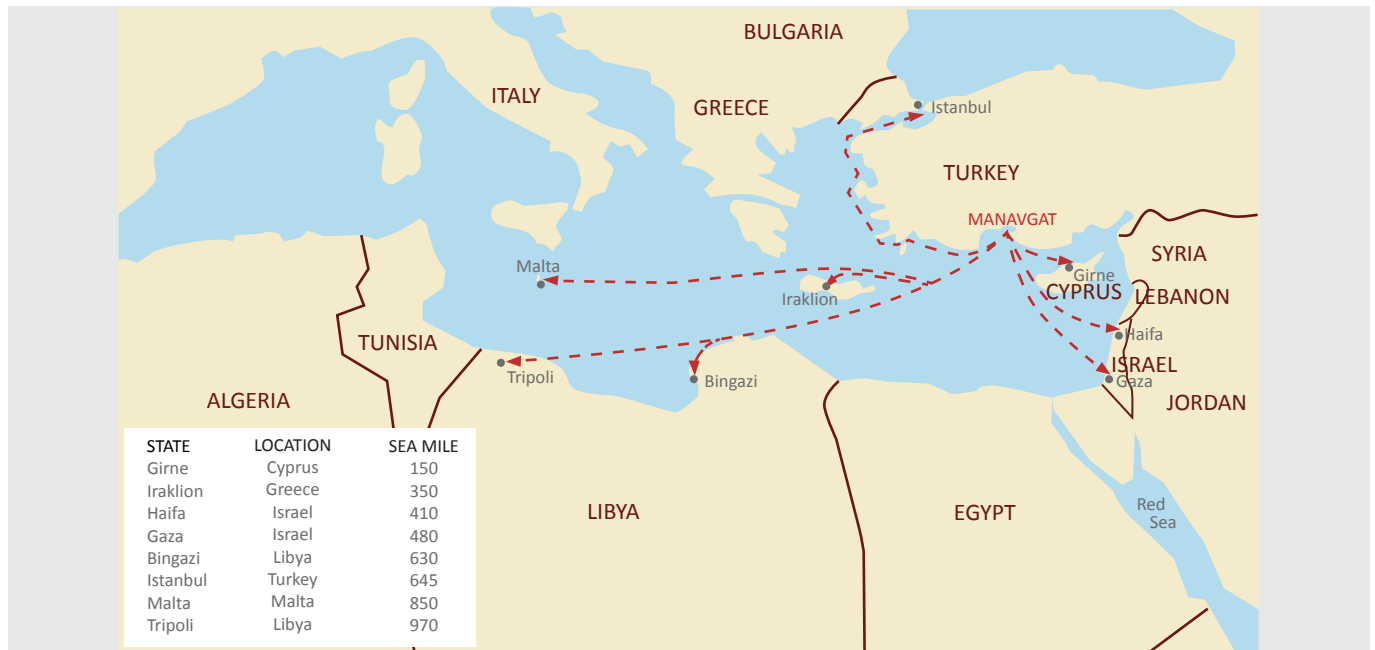 BULGARIA
ITALY
GREECE
Istanbul
TURKEY
MANAVGAT
SYRIA
Malta
Girne
Iraklion
CYPRUS
LEBANON
TUNISIA
Haifa
ISRAEL
Tripoli
Bingazi
Gaza
ALGERIA
JORDAN
LIBYA
EGYPT
Red
Sea
STATE LOCATION SEA MILE
Girne Cyprus 150
Iraklion Greece 350
Haifa Israel 410
Gaza Israel 480
Bingazi Libya 630
Istanbul Turkey 645
Malta Malta 850
Tripoli Libya 970